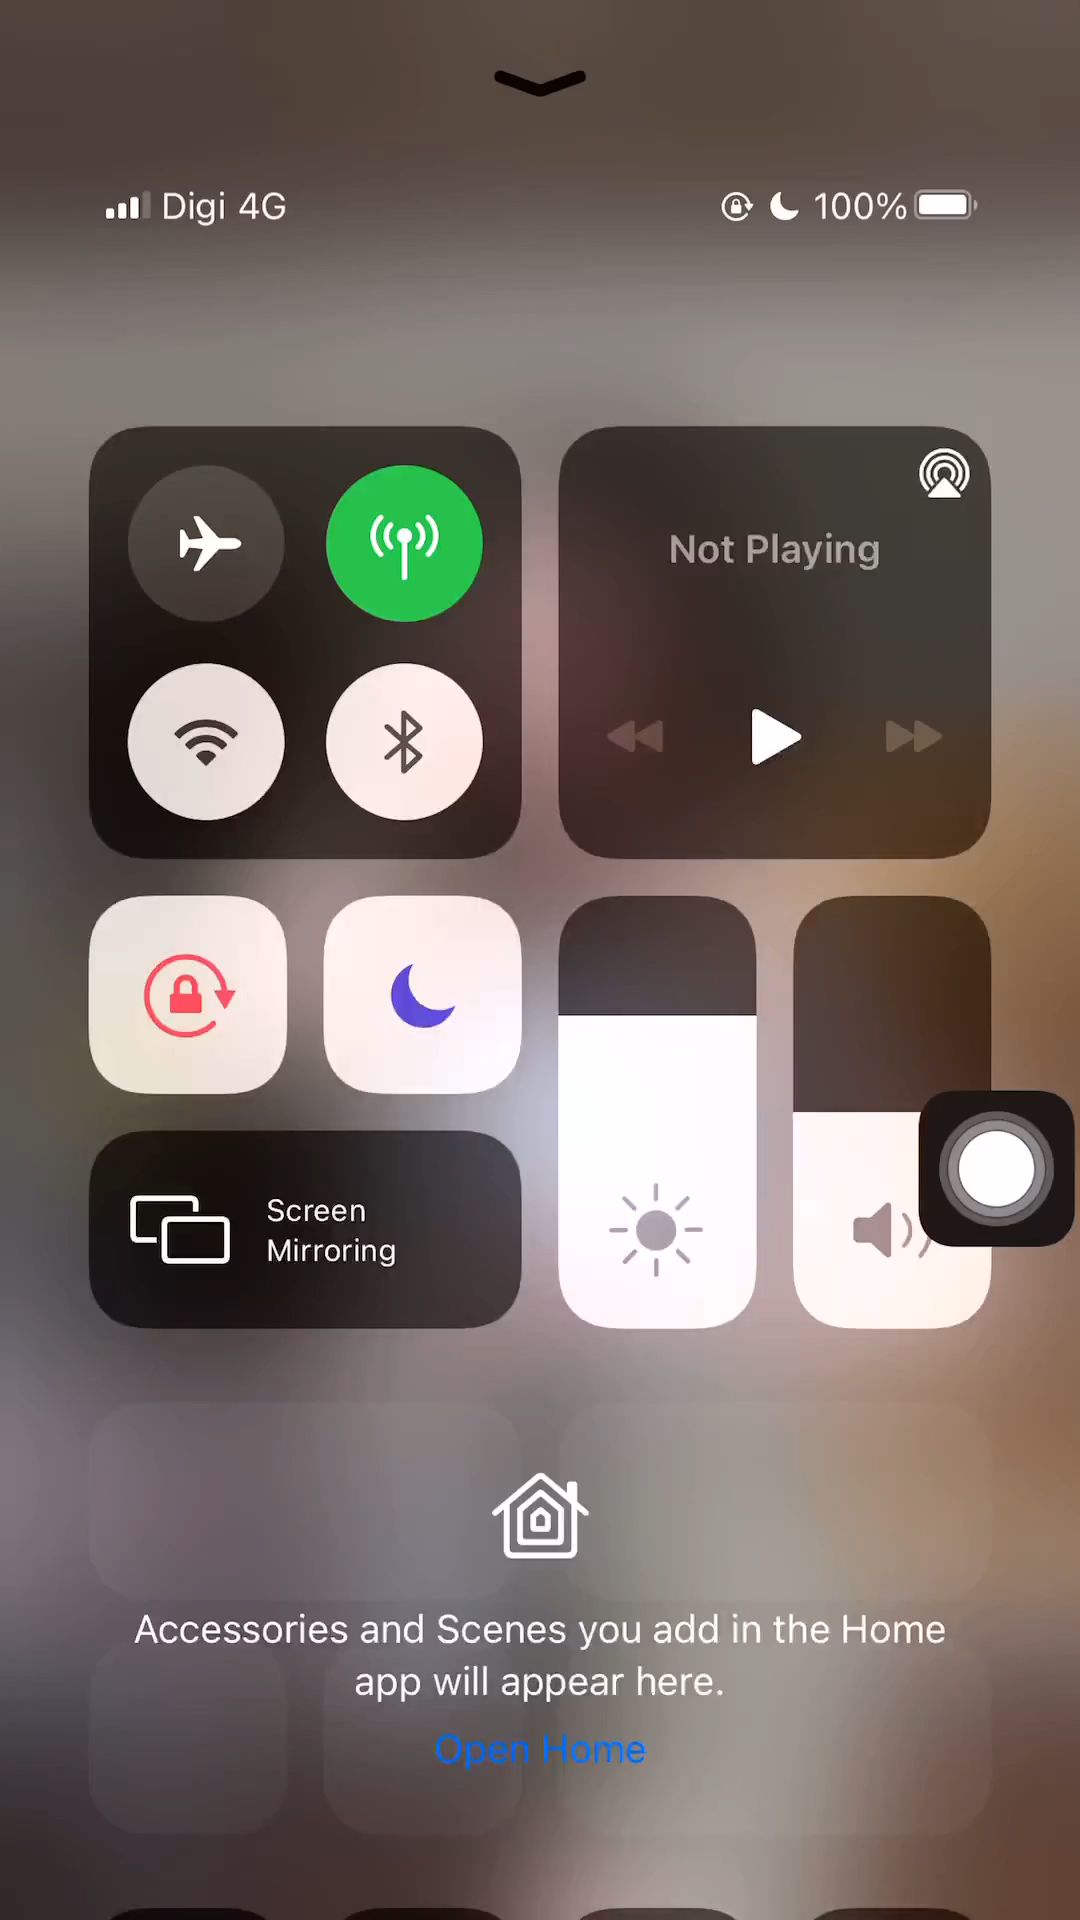 Digi 4G 100%
Not Playing
Screen
Mirroring
Accessories and Scenes you add in the Home
app will appear here.
Open Home